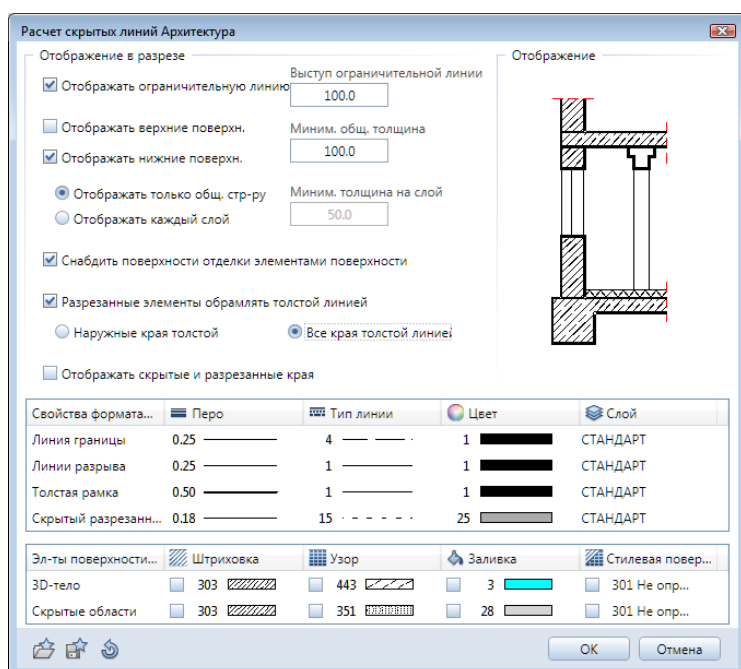 Расчет скрытых линий Архитектура
Отображение в разрезе
Отображение
Отображать ограничительную линию
Выступ ограничительной линии
100.0
Отображать верхние поверхн.
Миним. общ. толщина
Отображать нижние поверхн.
100.0
Отображать только общ. стр-ру
Миним. толщина на слой
Отображать каждый слой
50.0
Снабдить поверхности отделки элементами поверхности
Разрезанные элементы обрамлять толстой линией
Наружные края толстой
Все края толстой линией
Отображать скрытые и разрезанные края
Свойства формата... Перо Тип линии Цвет Слой
Линия границы 0.25 4 1 СТАНДАРТ
Линии разрыва 0.25 1 1 СТАНДАРТ
Толстая рамка 0.50 1 1 СТАНДАРТ
Скрытый разрезанн... 0.18 15 25 СТАНДАРТ
Эл-ты поверхности... Штриховка Узор Заливка Стилевая повер...
3D-тело 303 443 3 301 Не опр...
Скрытые области 303 351 28 301 Не опр...
ОК Отмена